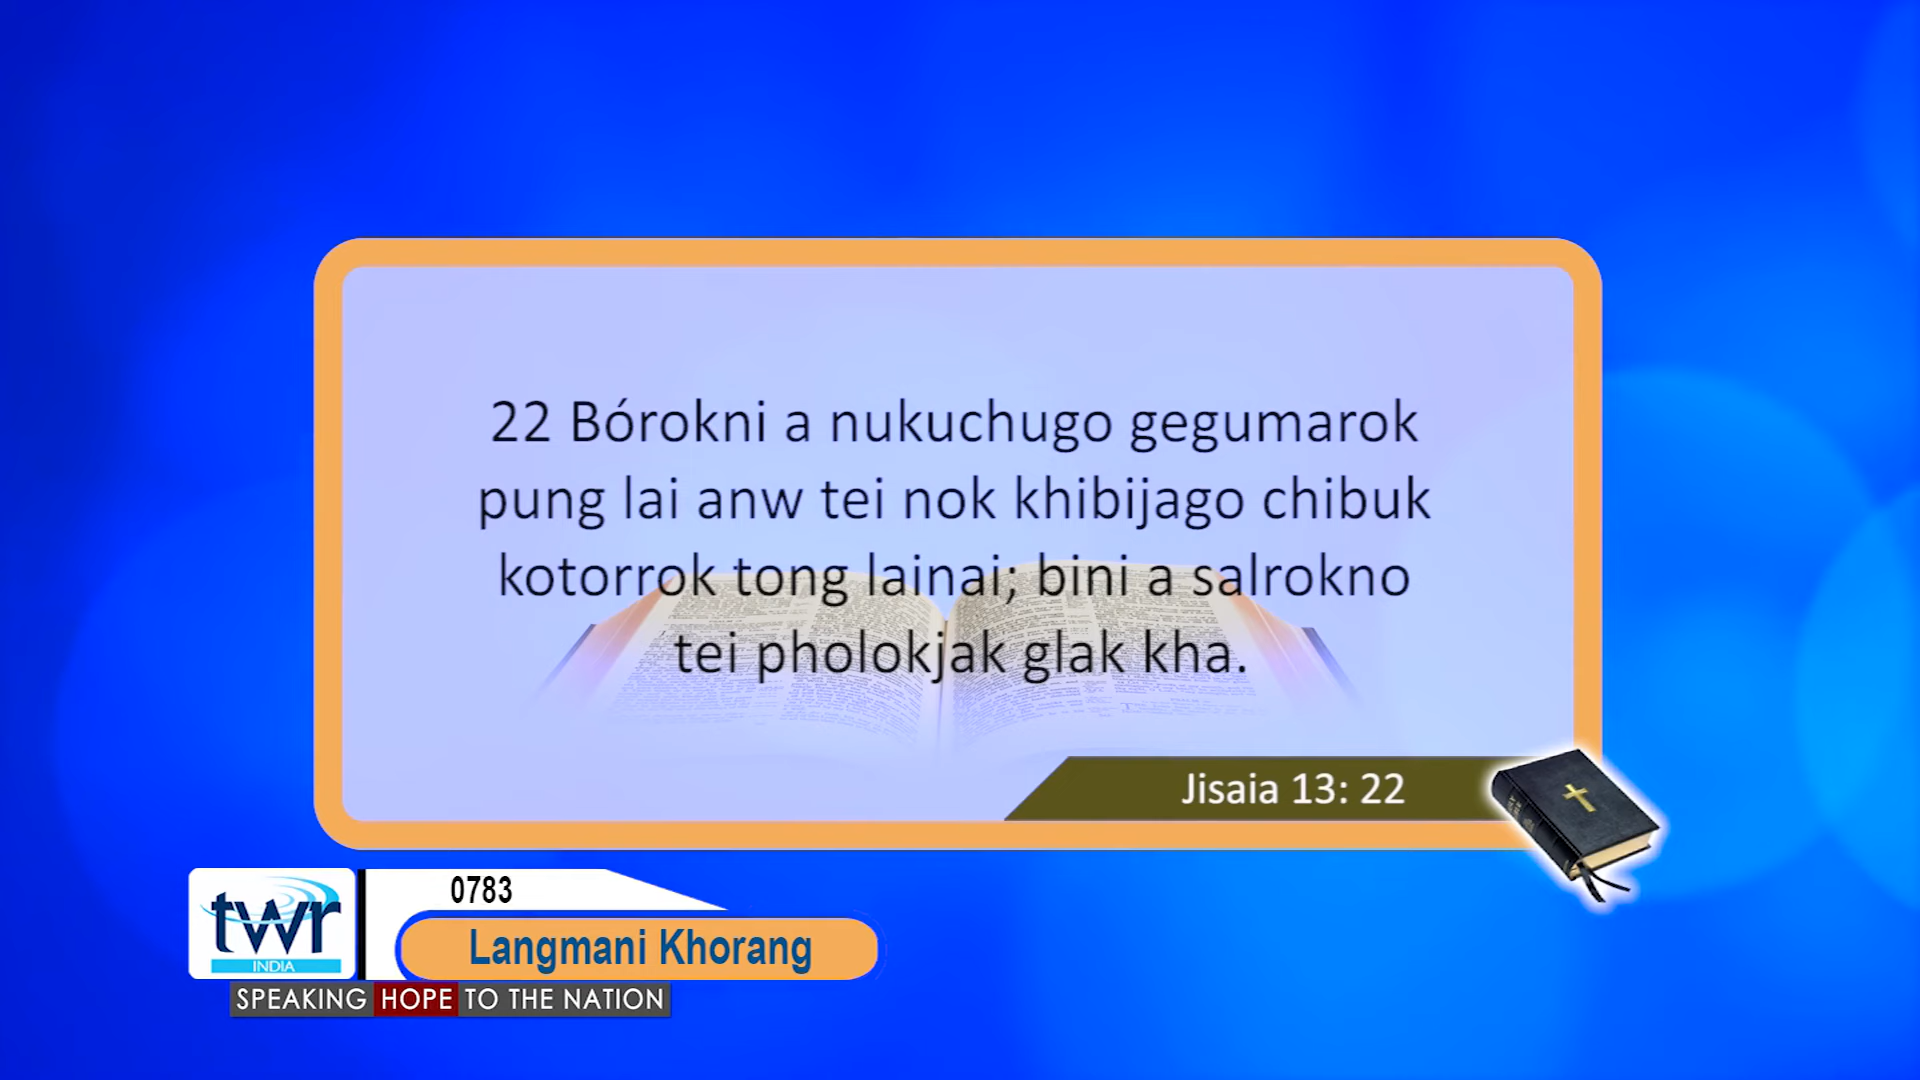 22 Bórokni a nukuchugo gegumarok
pung lai anw tei nok khibijago chibuk
kotorrok tong lainai; bini a salrokno
tei pholokjak glak kha.
Jisaia 13: 22
0783
twr
INDIA
Langmani Khorang
SPEAKING HOPE TO THE NATION